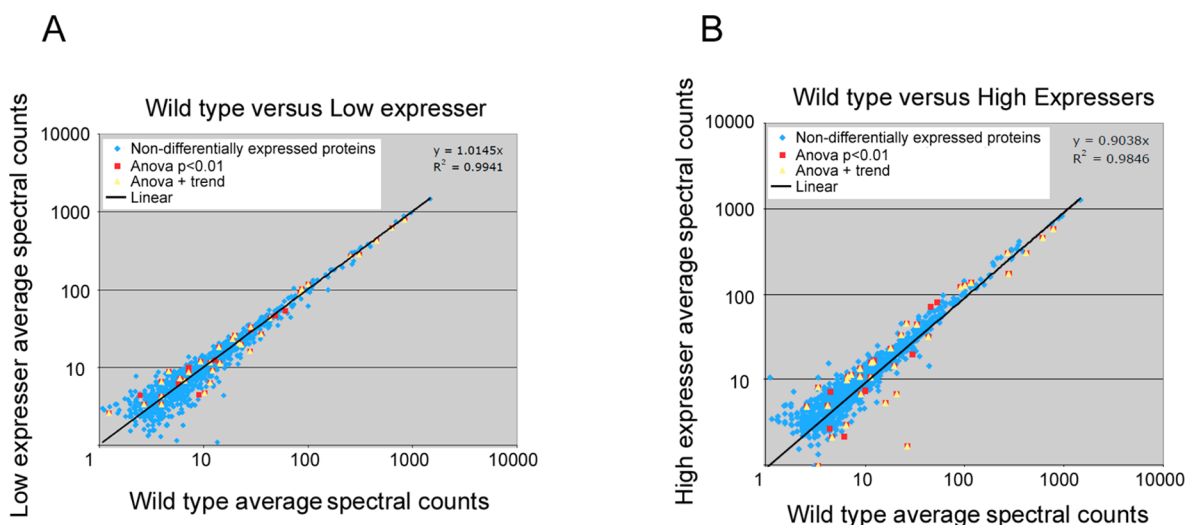 A
Wild type versus Low expresser
Low expresser average spectral counts
10000
1000
100
10
Non-differentially expressed proteins
Anova p<0.01
Anova + trend
Linear
y = 1.0145x
R² = 0.9941
1 10 100 1000 10000
Wild type average spectral counts
B
Wild type versus High Expressers
High expresser average spectral counts
10000
1000
100
10
1
Non-differentially expressed proteins
Anova p<0.01
Anova + trend
Linear
y = 0.9038x
R² = 0.9846
1 10 100 1000 10000
Wild type average spectral counts